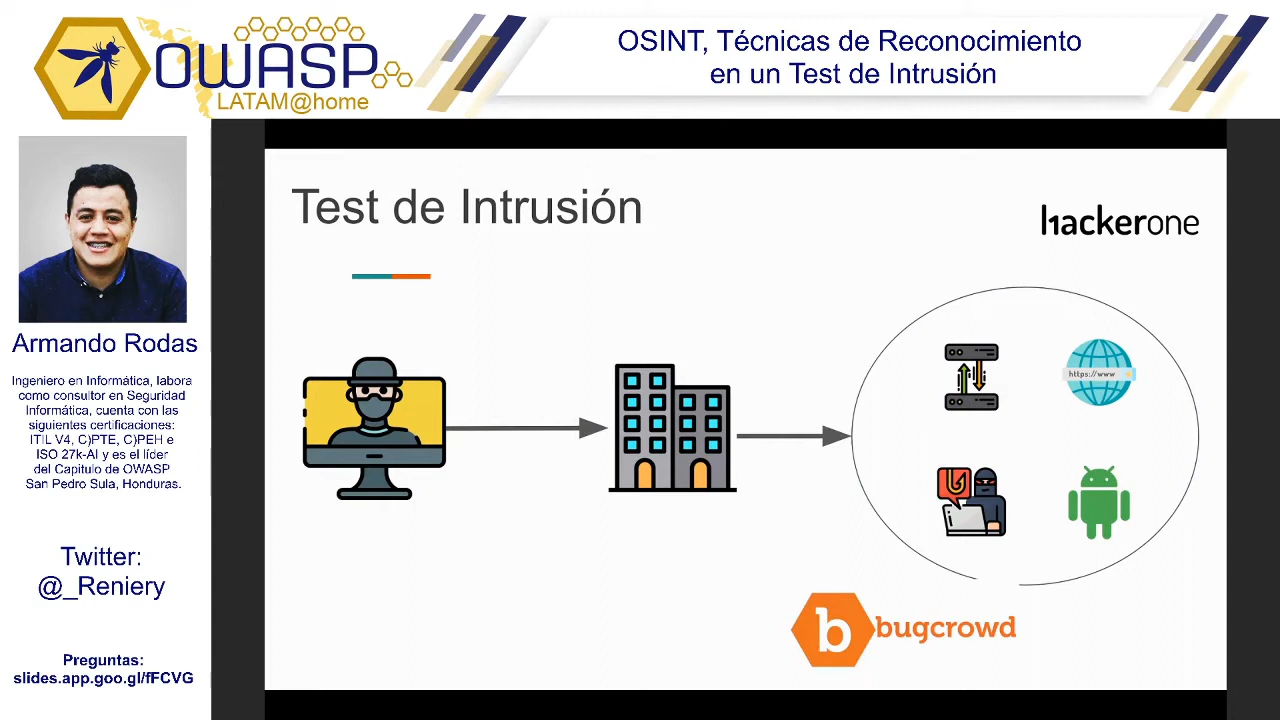 OWASP
LATAM@home
OSINT, Técnicas de Reconocimiento
en un Test de Intrusión
Armando Rodas
Ingeniero en Informática, labora
como consultor en Seguridad
Informática, cuenta con las
siguientes certificaciones:
ITIL V4, C)PTE, C)PEH e
ISO 27k-AI y es el líder
del Capitulo de OWASP
San Pedro Sula, Honduras.
Twitter:
@_Reniery
Preguntas:
slides.app.goo.gl/fFCVG
Test de Intrusión
hackerone
https://www
b bugcrowd